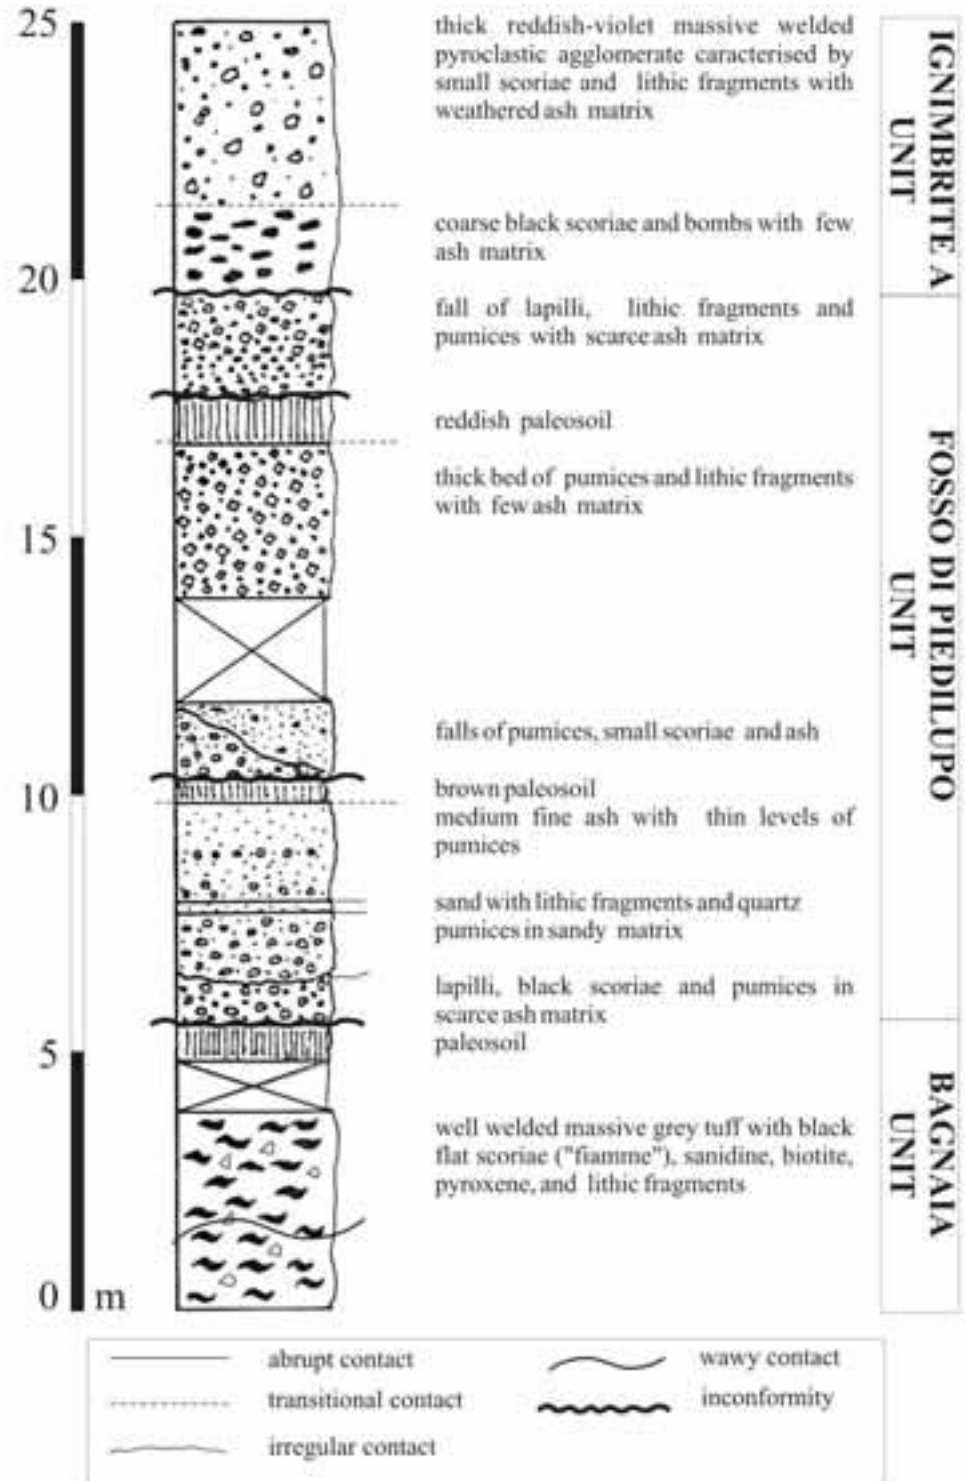 25
thick reddish-violet massive welded
pyroclastic agglomerate caracterised by
small scoriae and lithic fragments with
weathered ash matrix
IGNIMBRITE A
UNIT
coarse black scoriae and bombs with few
ash matrix
20
fall of lapilli, lithic fragments and
pumices with scarce ash matrix
reddish paleosoil
thick bed of pumices and lithic fragments
with few ash matrix
15
FOSSO DI PIEDILUPO
UNIT
falls of pumices, small scoriae and ash
10
brown paleosoil
medium fine ash with thin levels of
pumices
sand with lithic fragments and quartz
pumices in sandy matrix
lapilli, black scoriae and pumices in
scarce ash matrix
paleosoil
5
well welded massive grey tuff with black
flat scoriae ("fiamme"), sanidine, biotite,
pyroxene, and lithic fragments
BAGNAIA
UNIT
0 m
abrupt contact
wawy contact
transitional contact
inconformity
irregular contact